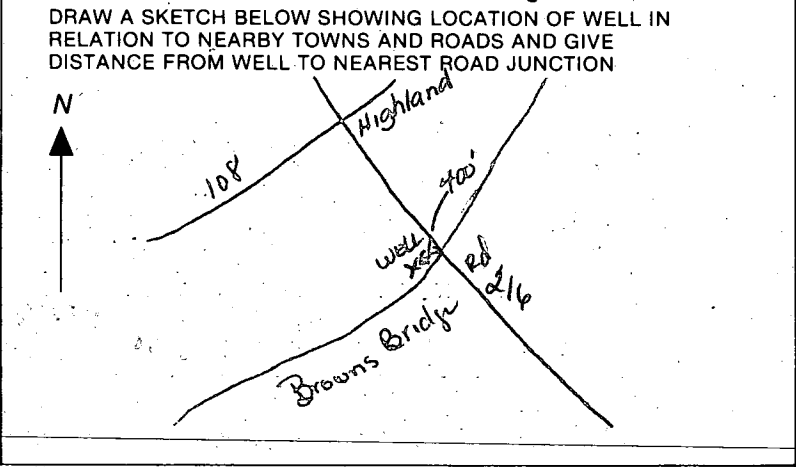 DRAW A SKETCH BELOW SHOWING LOCATION OF WELL IN
RELATION TO NEARBY TOWNS AND ROADS AND GIVE
DISTANCE FROM WELL TO NEAREST ROAD JUNCTION
N
Highland
108
400'
WELL
Rd
216
Browns Bridge